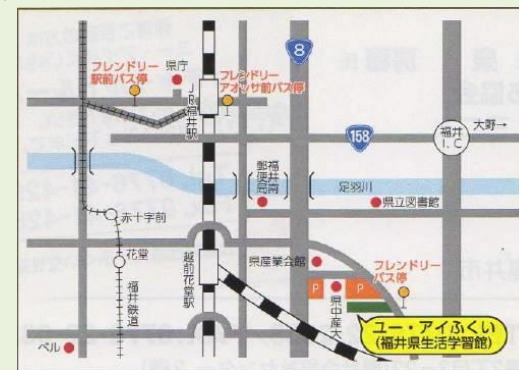 8
フレンドリー
駅前バス停
県庁
フレンドリー
アオッサ前バス停
JR福井駅
158
福井
I.C
大野→
福井南
郵便局
足羽川
県立図書館
赤十字前
花堂
福井鉄道
越前花堂駅
県産業会館
フレンドリー
バス停
P
P
県中産大
ユー・アイふくい
(福井県生活学習館)
ベル